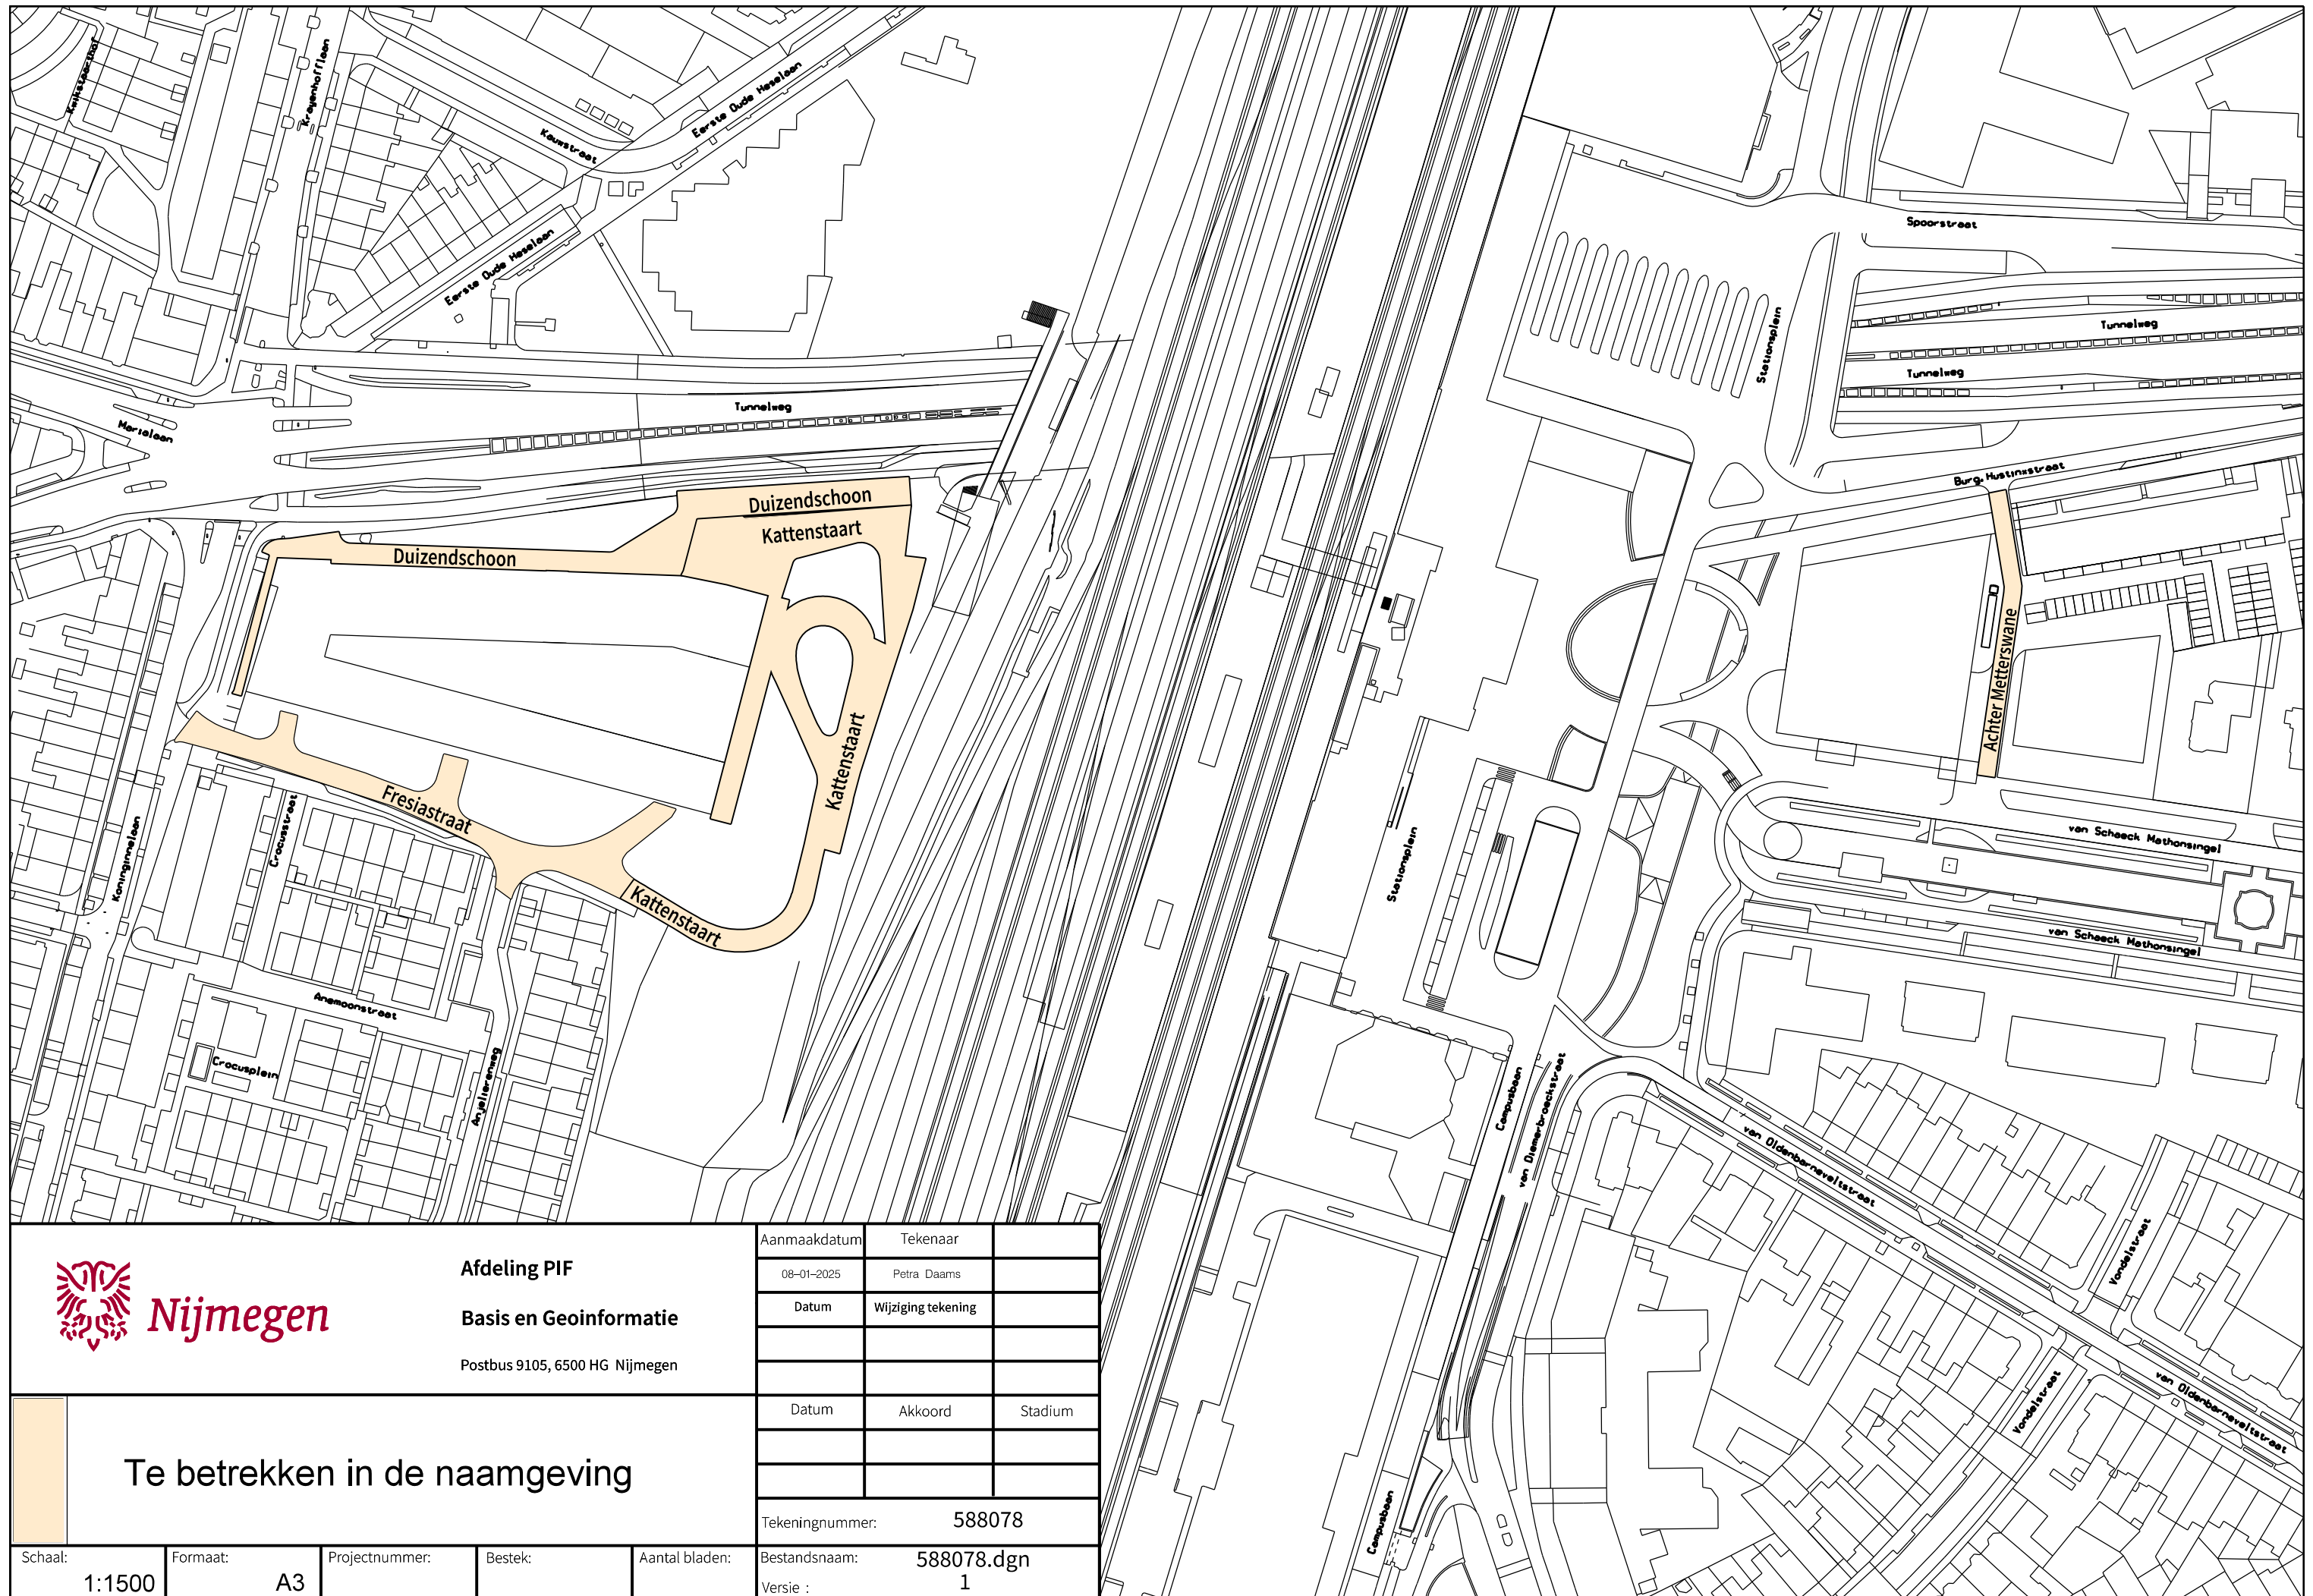 Kwikstaarthof
Krayenhofflaan
Kouwstraat
Eerste Oude Heselaan
Eerste Oude Heselaan
Spoorstraat
Stationsplein
Tunnelweg
Tunnelweg
Tunnelweg
Marialaan
Burg. Hustinxstraat
Duizendschoon
Kattenstaart
Duizendschoon
Achter Metterswane
Kattenstaart
Fresiastraat
Kattenstaart
Koninginnelaan
Crocusstraat
Stationsplein
van Schaeck Mathonsingel
van Schaeck Mathonsingel
Anemoonstraat
Crocusplein
Anjelierenweg
Campusbaan
van Diemerbroeckstraat
van Oldenbarneveltstraat
Vondelstraat
Vondelstraat
van Oldenbarneveltstraat
Campusbaan
Nijmegen
Afdeling PIF
Basis en Geoinformatie
Postbus 9105, 6500 HG Nijmegen
Aanmaakdatum Tekenaar
08-01-2025 Petra Daams
Datum Wijziging tekening
Datum Akkoord Stadium
Te betrekken in de naamgeving
Tekeningnummer: 588078
Schaal: 1:1500
Formaat: A3
Projectnummer:
Bestek:
Aantal bladen:
Bestandsnaam: 588078.dgn
Versie : 1